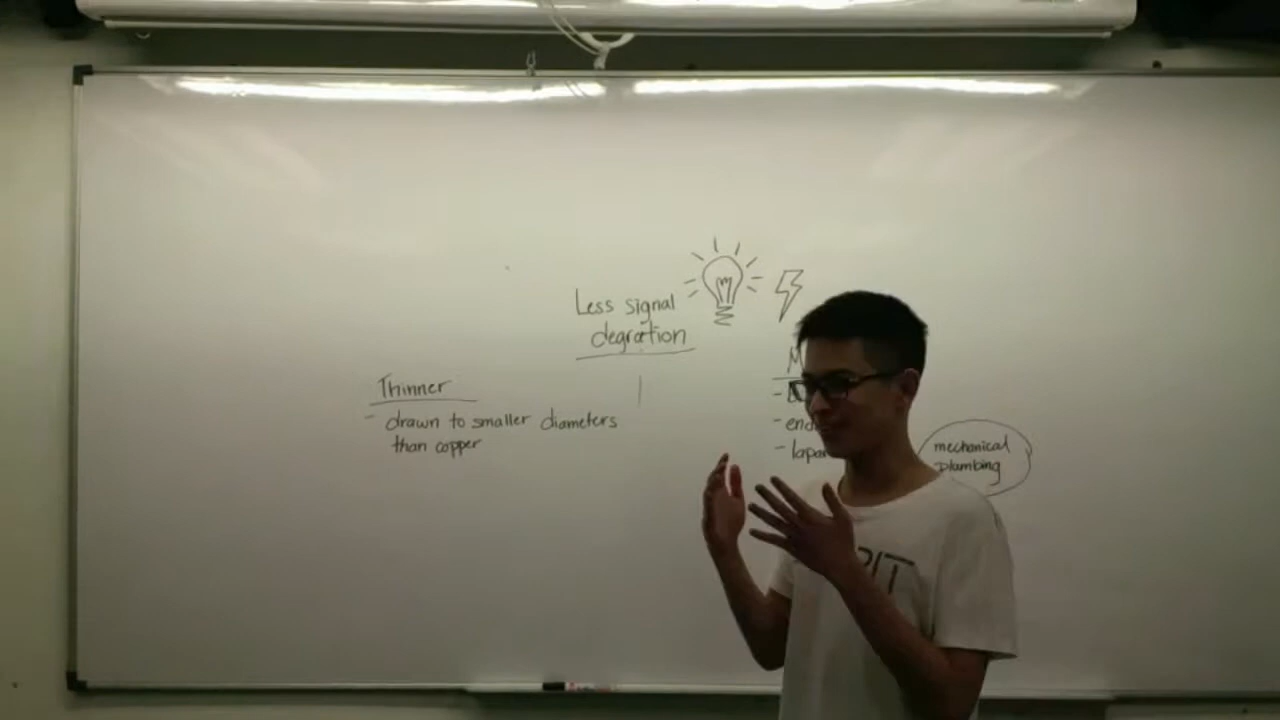 Less signal
degration
Thinner
- drawn to smaller diameters
than copper
mechanical
plumbing